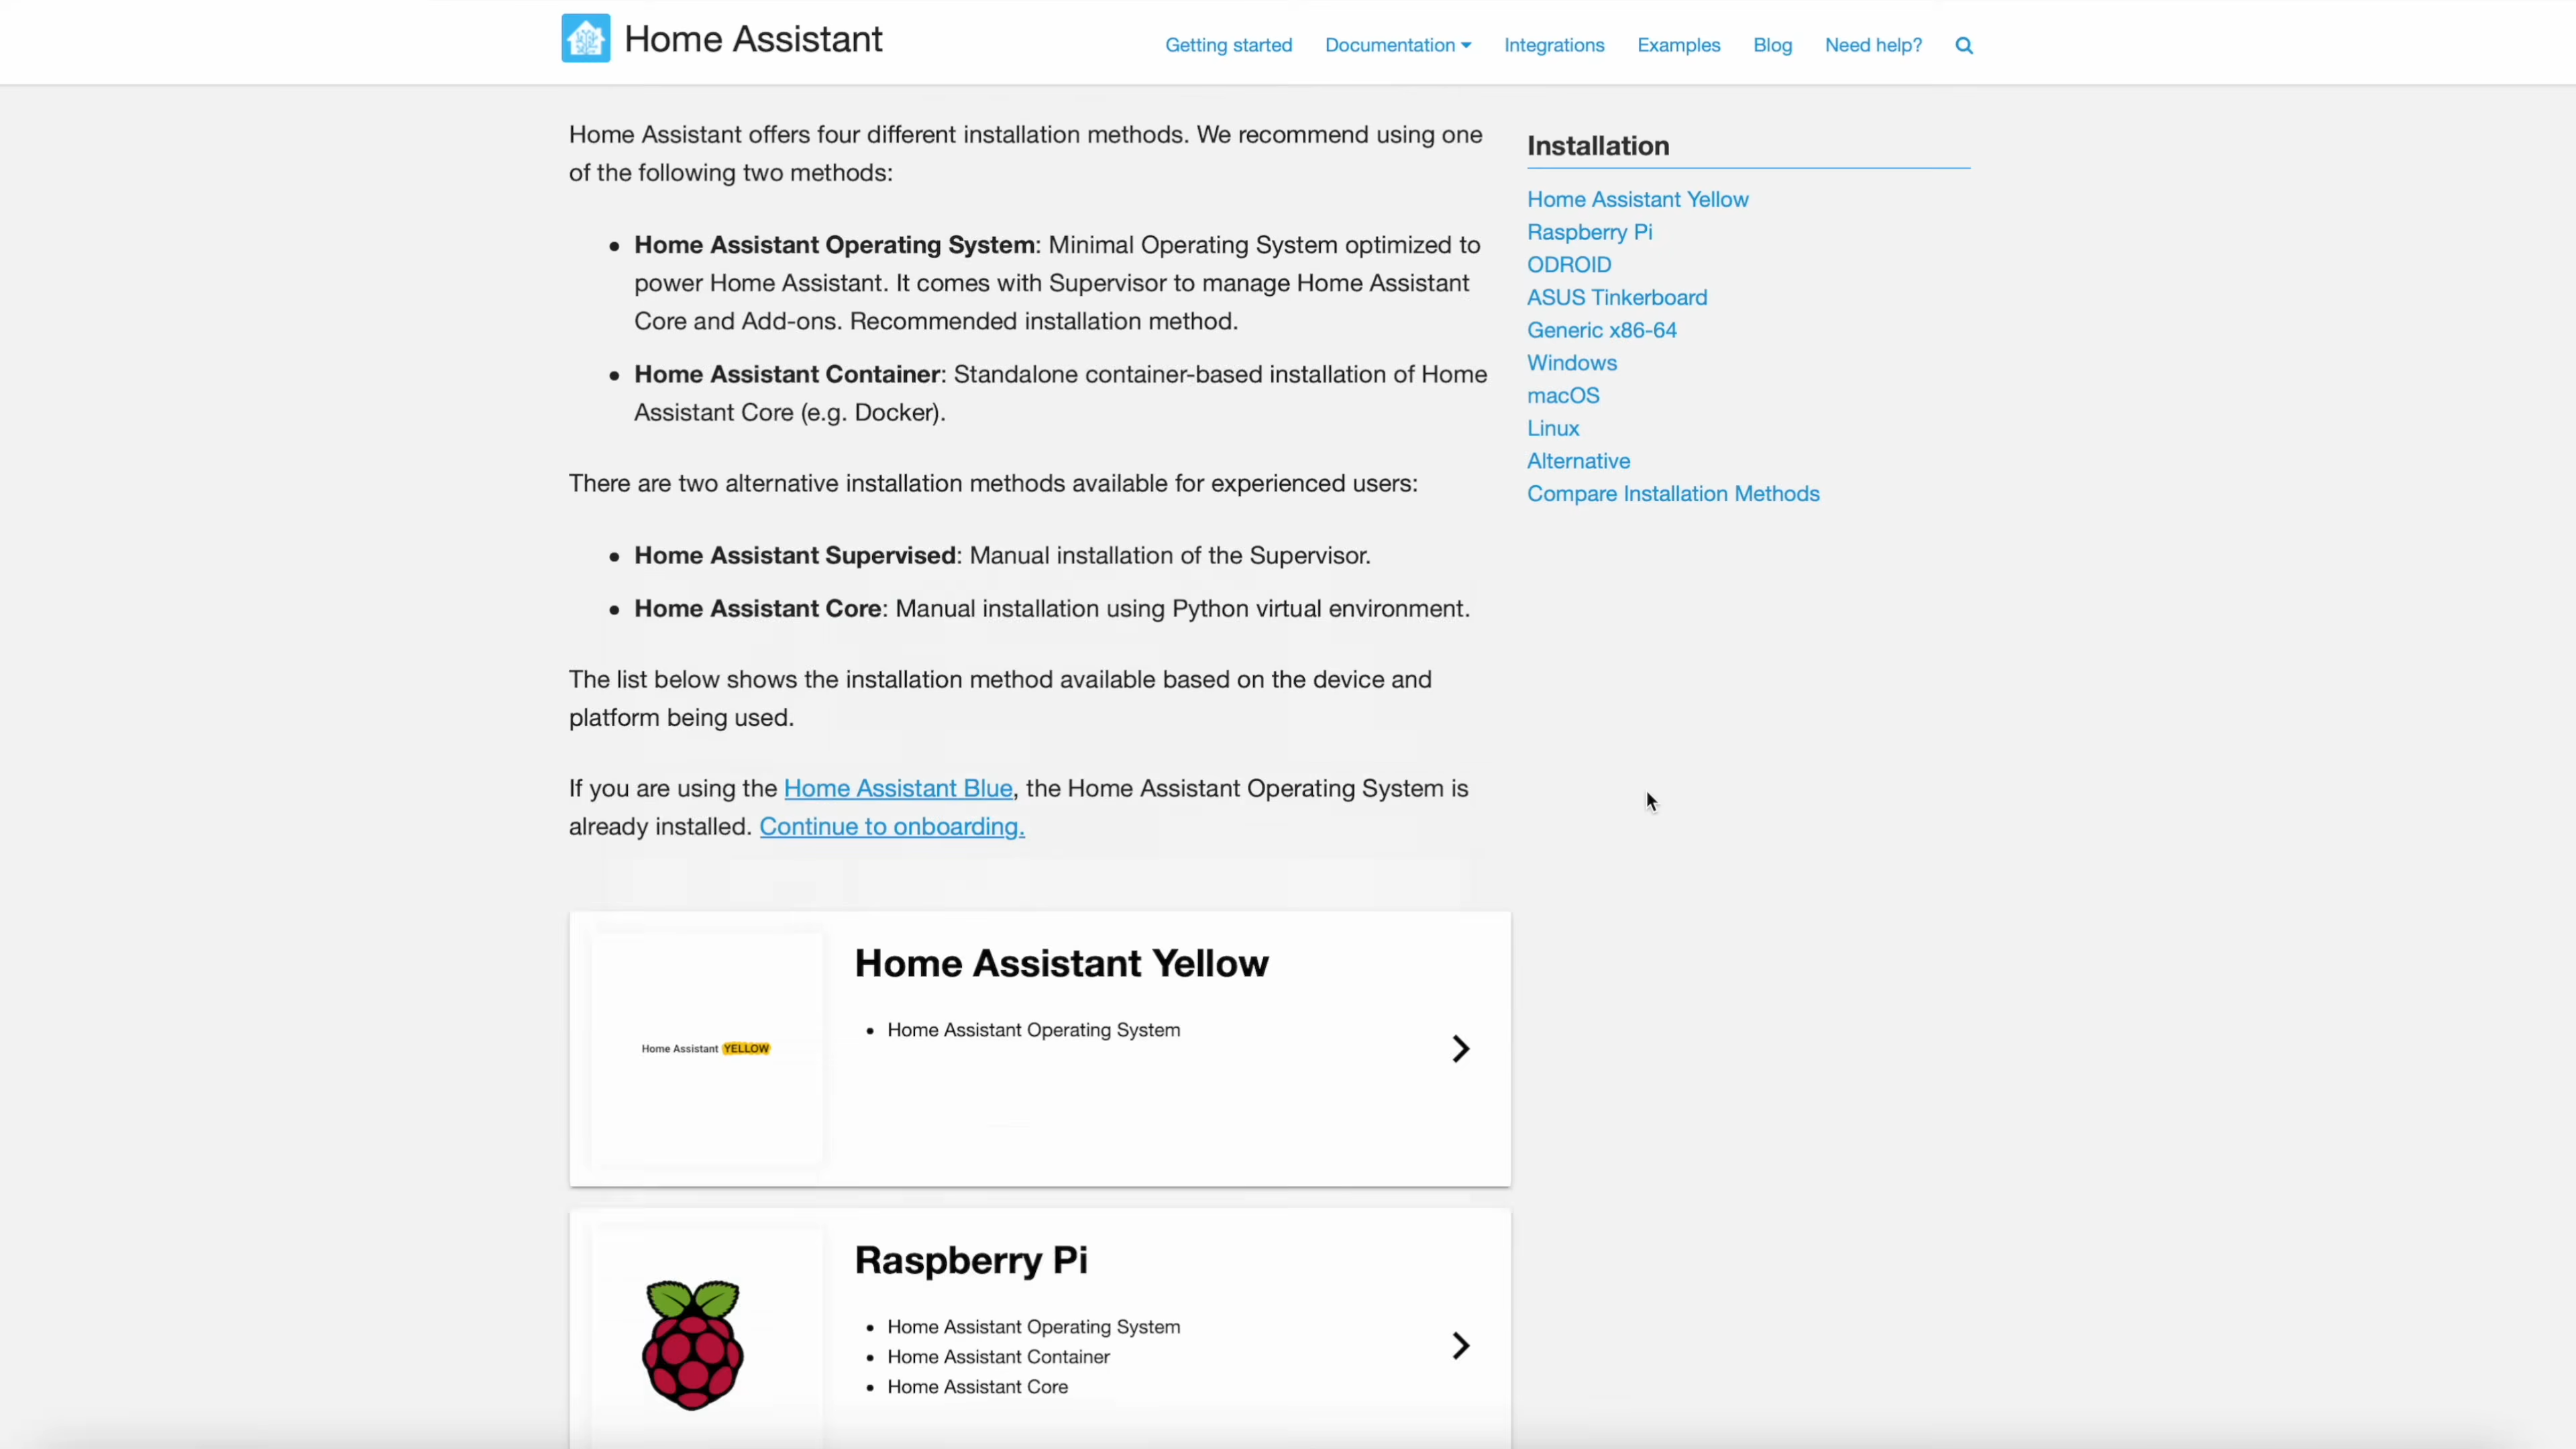 Home Assistant
Getting started
Documentation
Integrations
Examples
Blog
Need help?
Home Assistant offers four different installation methods. We recommend using one
of the following two methods:
Home Assistant Operating System: Minimal Operating System optimized to
power Home Assistant. It comes with Supervisor to manage Home Assistant
Core and Add-ons. Recommended installation method.
Home Assistant Container: Standalone container-based installation of Home
Assistant Core (e.g. Docker).
There are two alternative installation methods available for experienced users:
Home Assistant Supervised: Manual installation of the Supervisor.
Home Assistant Core: Manual installation using Python virtual environment.
The list below shows the installation method available based on the device and
platform being used.
If you are using the Home Assistant Blue, the Home Assistant Operating System is
already installed. Continue to onboarding.
Installation
Home Assistant Yellow
Raspberry Pi
ODROID
ASUS Tinkerboard
Generic x86-64
Windows
macOS
Linux
Alternative
Compare Installation Methods
Home Assistant YELLOW
Home Assistant Yellow
Home Assistant Operating System
Raspberry Pi
Home Assistant Operating System
Home Assistant Container
Home Assistant Core